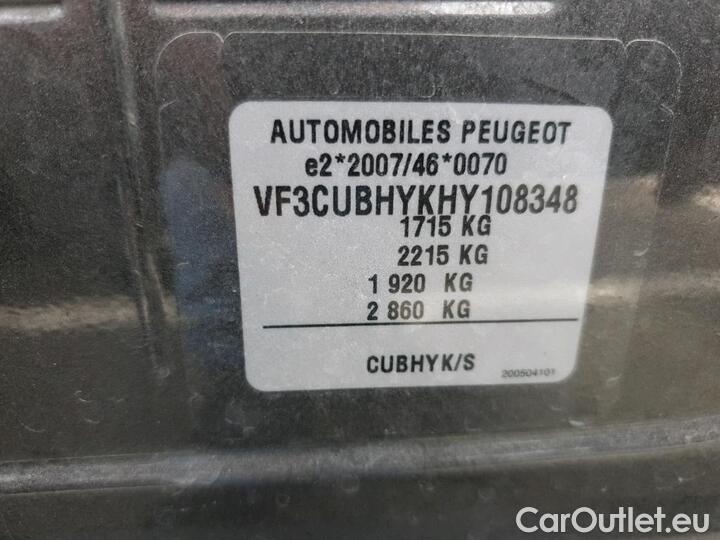 AUTOMOBILES PEUGEOT
e2*2007/46*0070
VF3CUBHYKHY108348
1715 KG
2215 KG
1 920 KG
2 860 KG
CUBHYK/S
200504101
CarOutlet.eu